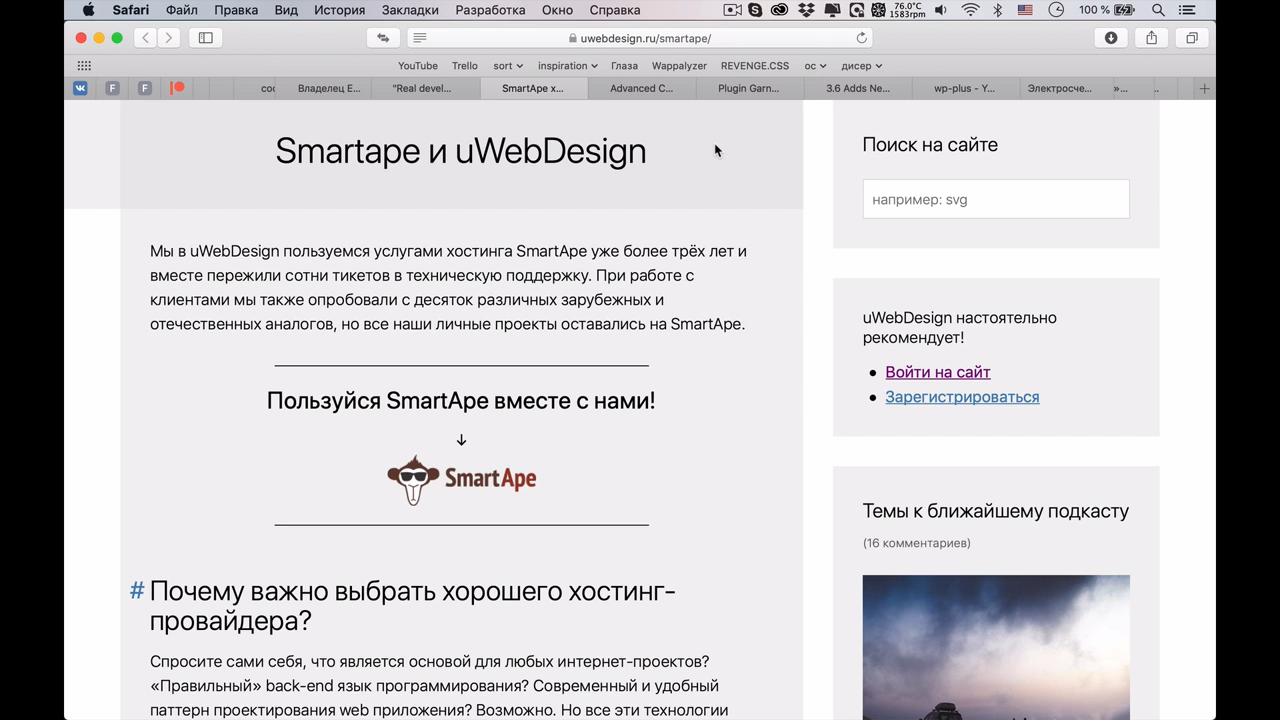 Safari Файл Правка Вид История Закладки Разработка Окно Справка 76.0°C 1583rpm 100 %
uwebdesign.ru/smartape/
YouTube Trello sort inspiration Глаза Wappalyzer REVENGE.CSS ос дисер
F F Владелец E... "Real devel... SmartApe x... Advanced C... Plugin Garn... 3.6 Adds Ne... wp-plus - Y... Электросче... »... ..
Smartape и uWebDesign
Мы в uWebDesign пользуемся услугами хостинга SmartApe уже более трёх лет и
вместе пережили сотни тикетов в техническую поддержку. При работе с
клиентами мы также опробовали с десяток различных зарубежных и
отечественных аналогов, но все наши личные проекты оставались на SmartApe.
Пользуйся SmartApe вместе с нами!
↓
SmartApe
# Почему важно выбрать хорошего хостинг-
провайдера?
Спросите сами себя, что является основой для любых интернет-проектов?
«Правильный» back-end язык программирования? Современный и удобный
паттерн проектирования web приложения? Возможно. Но все эти технологии
Поиск на сайте
например: svg
uWebDesign настоятельно
рекомендует!
Войти на сайт
Зарегистрироваться
Темы к ближайшему подкасту
(16 комментариев)